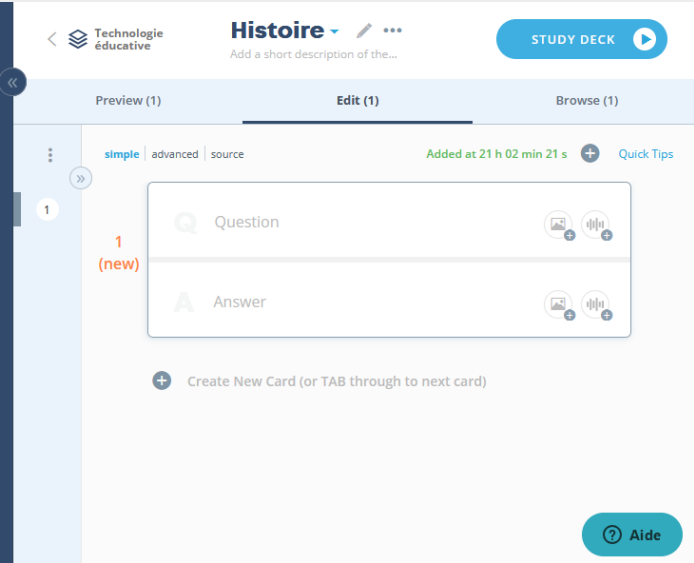 Technologie
éducative
Histoire
Add a short description of the...
STUDY DECK
Preview (1)
Edit (1)
Browse (1)
simple advanced source
Added at 21 h 02 min 21 s
Quick Tips
1
1
(new)
Q Question
A Answer
Create New Card (or TAB through to next card)
? Aide